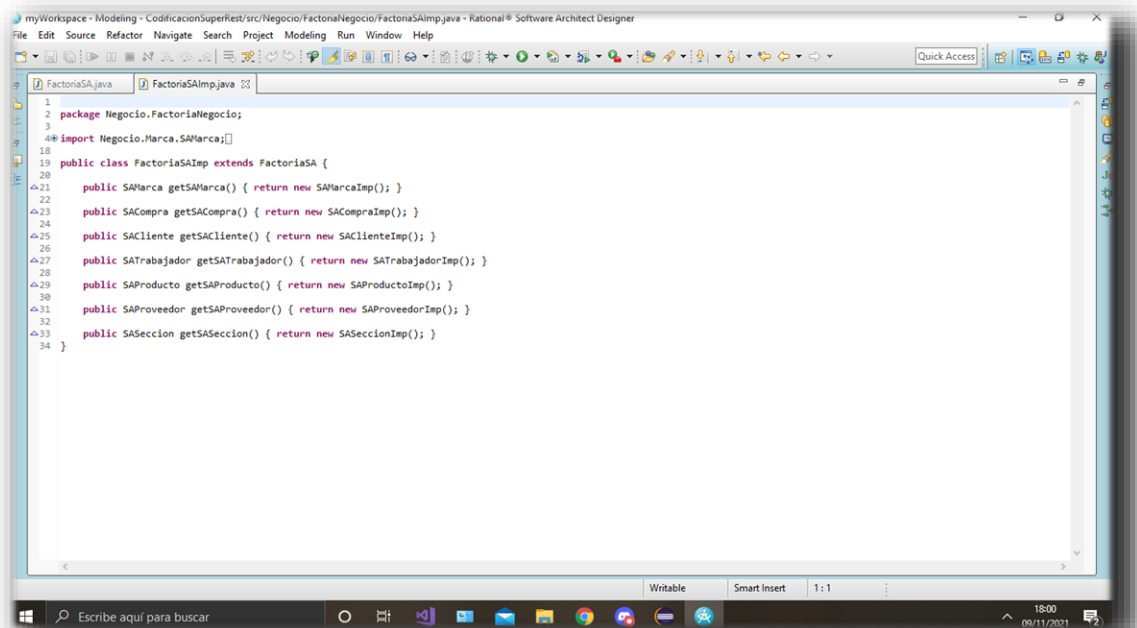 myWorkspace - Modeling - CodificacionSuperRest/src/Negocio/FactoriaNegocio/FactoriaSAImp.java - Rational® Software Architect Designer
File Edit Source Refactor Navigate Search Project Modeling Run Window Help
Quick Access
FactoriaSA.java FactoriaSAImp.java
1
2 package Negocio.FactoriaNegocio;
3
4 import Negocio.Marca.SAMarca;
18
19 public class FactoriaSAImp extends FactoriaSA {
20
21 public SAMarca getSAMarca() { return new SAMarcaImp(); }
22
23 public SACompra getSACompra() { return new SACompraImp(); }
24
25 public SACliente getSACliente() { return new SAClienteImp(); }
26
27 public SATrabajador getSATrabajador() { return new SATrabajadorImp(); }
28
29 public SAProducto getSAProducto() { return new SAProductoImp(); }
30
31 public SAProveedor getSAProveedor() { return new SAProveedorImp(); }
32
33 public SASeccion getSASeccion() { return new SASeccionImp(); }
34 }
Writable Smart Insert 1 : 1
Escribe aquí para buscar
18:00
09/11/2021